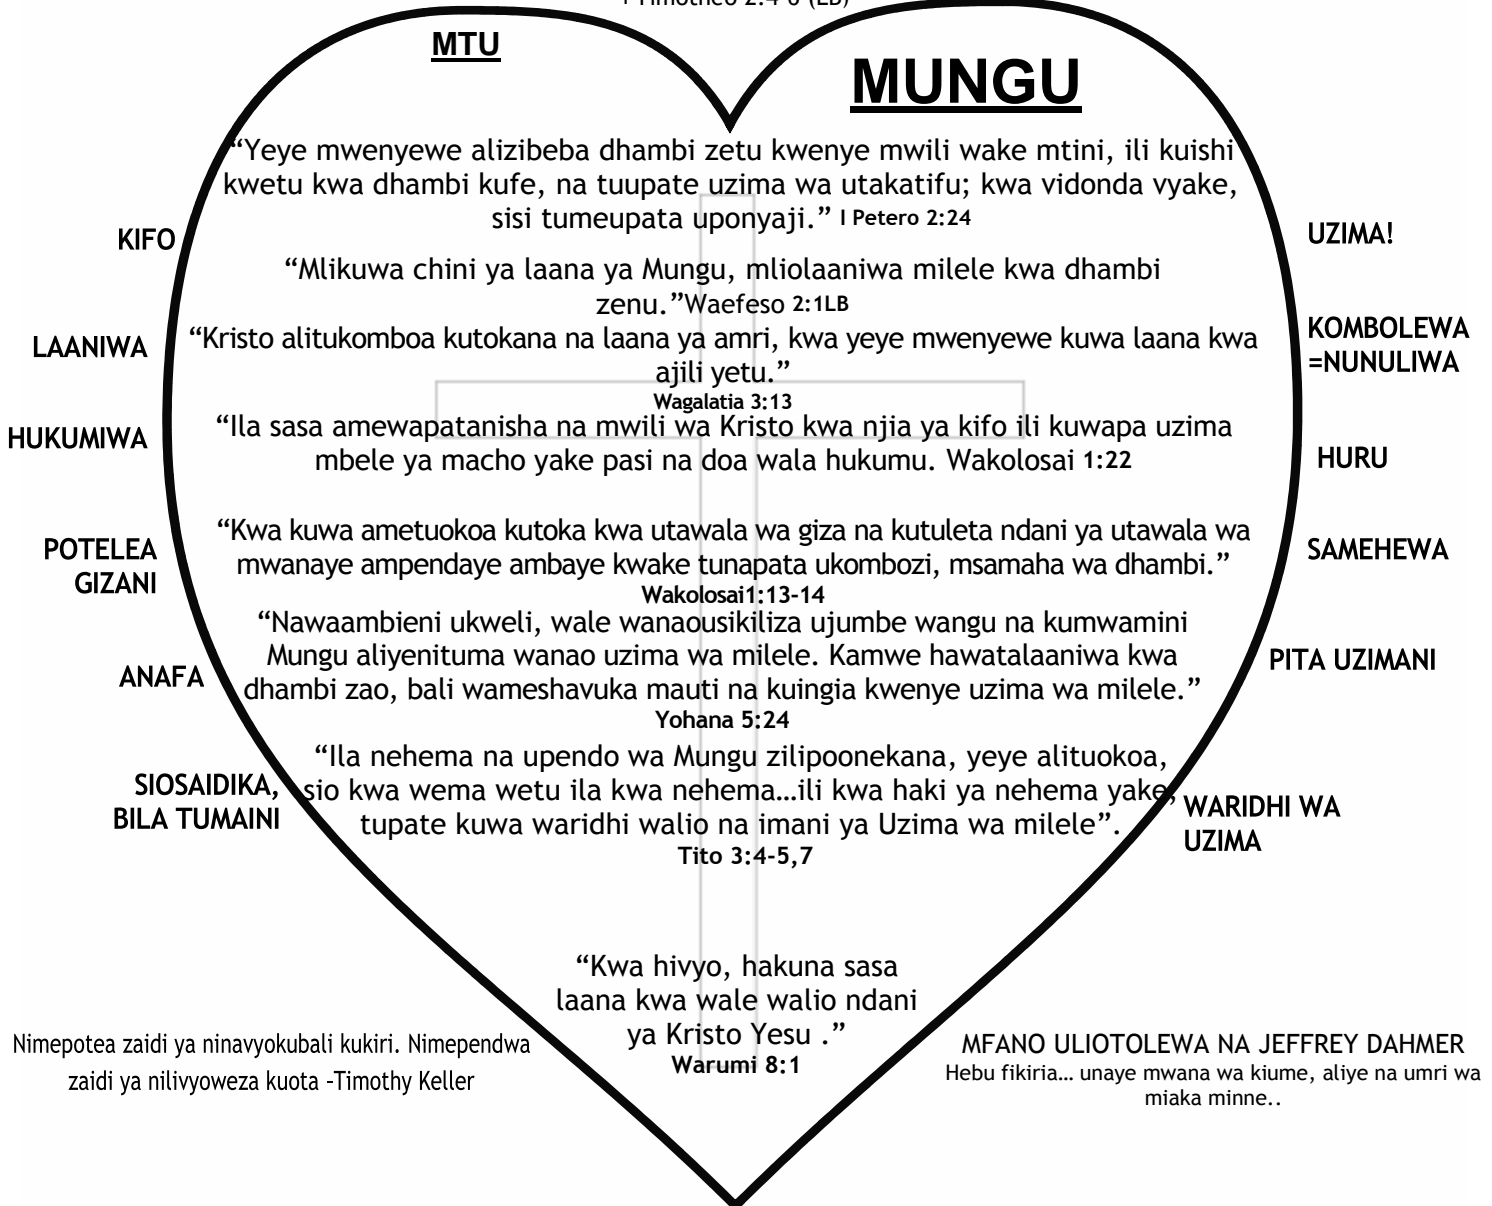 MTU
MUNGU
“Yeye mwenyewe alizibeba dhambi zetu kwenye mwili wake mtini, ili kuishi
kwetu kwa dhambi kufe, na tuupate uzima wa utakatifu; kwa vidonda vyake,
sisi tumeupata uponyaji.” I Petero 2:24
KIFO
UZIMA!
“Mlikuwa chini ya laana ya Mungu, mliolaaniwa milele kwa dhambi
zenu.”Waefeso 2:1LB
LAANIWA
“Kristo alitukomboa kutokana na laana ya amri, kwa yeye mwenyewe kuwa laana kwa
ajili yetu.”
Wagalatia 3:13
KOMBOLEWA
=NUNULIWA
HUKUMIWA
“Ila sasa amewapatanisha na mwili wa Kristo kwa njia ya kifo ili kuwapa uzima
mbele ya macho yake pasi na doa wala hukumu. Wakolosai 1:22
HURU
POTELEA
GIZANI
“Kwa kuwa ametuokoa kutoka kwa utawala wa giza na kutuleta ndani ya utawala wa
mwanaye ampendaye ambaye kwake tunapata ukombozi, msamaha wa dhambi.”
Wakolosai1:13-14
SAMEHEWA
“Nawaambieni ukweli, wale wanaousikiliza ujumbe wangu na kumwamini
Mungu aliyenituma wanao uzima wa milele. Kamwe hawatalaaniwa kwa
dhambi zao, bali wameshavuka mauti na kuingia kwenye uzima wa milele.”
Yohana 5:24
ANAFA
PITA UZIMANI
“Ila nehema na upendo wa Mungu zilipoonekana, yeye alituokoa,
sio kwa wema wetu ila kwa nehema…ili kwa haki ya nehema yake,
tupate kuwa waridhi walio na imani ya Uzima wa milele”.
Tito 3:4-5,7
SIOSAIDIKA,
BILA TUMAINI
WARIDHI WA
UZIMA
“Kwa hivyo, hakuna sasa
laana kwa wale walio ndani
ya Kristo Yesu .”
Warumi 8:1
Nimepotea zaidi ya ninavyokubali kukiri. Nimependwa
zaidi ya nilivyoweza kuota -Timothy Keller
MFANO ULIOTOLEWA NA JEFFREY DAHMER
Hebu fikiria… unaye mwana wa kiume, aliye na umri wa
miaka minne..